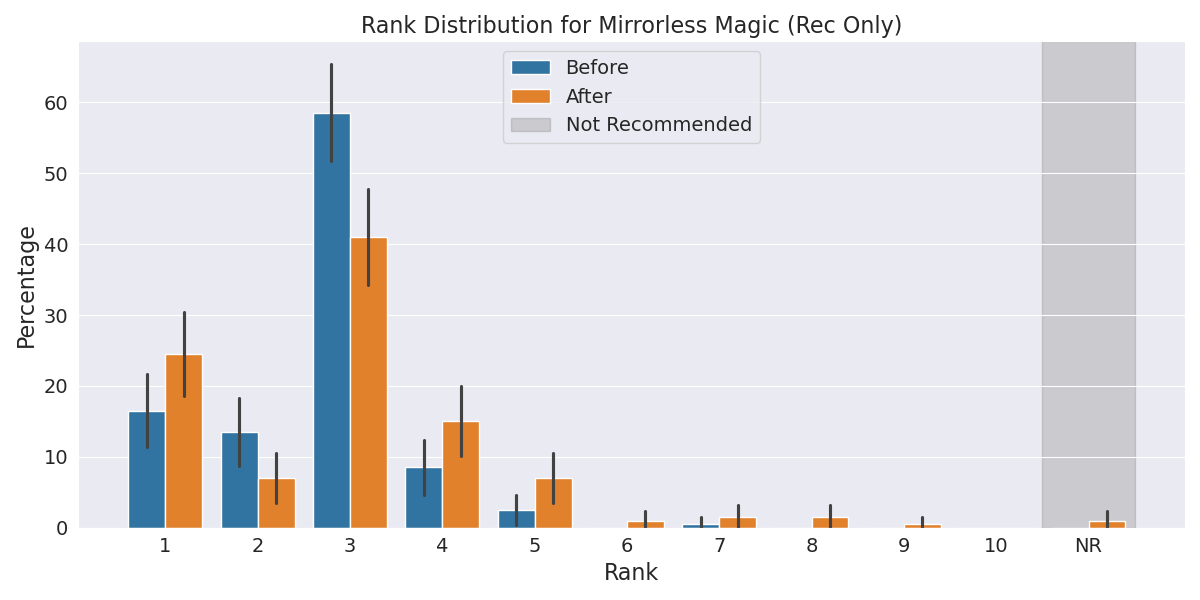 Rank Distribution for Mirrorless Magic (Rec Only)
Before
After
Not Recommended
Percentage
60
50
40
30
20
10
0
1 2 3 4 5 6 7 8 9 10 NR
Rank